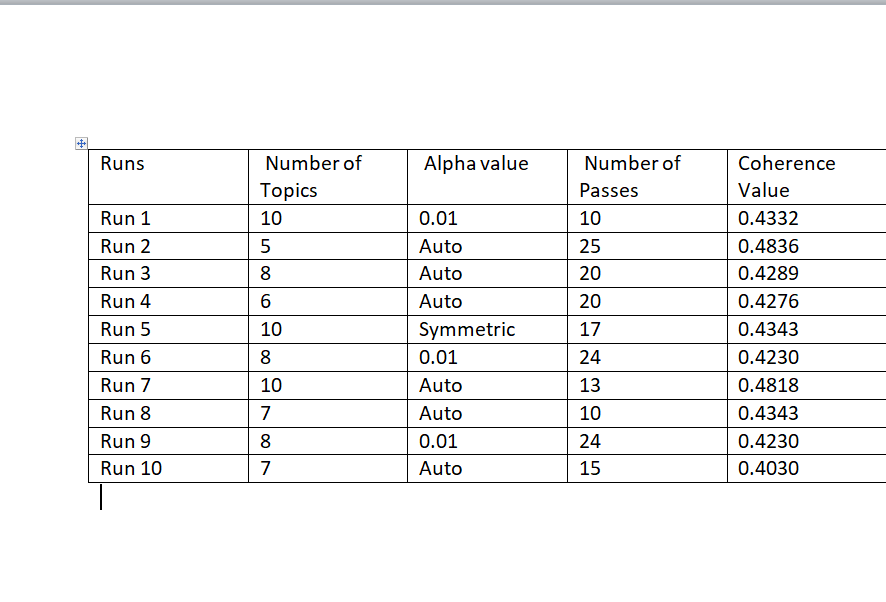 Runs Number of Topics Alpha value Number of Passes Coherence Value
Run 1 10 0.01 10 0.4332
Run 2 5 Auto 25 0.4836
Run 3 8 Auto 20 0.4289
Run 4 6 Auto 20 0.4276
Run 5 10 Symmetric 17 0.4343
Run 6 8 0.01 24 0.4230
Run 7 10 Auto 13 0.4818
Run 8 7 Auto 10 0.4343
Run 9 8 0.01 24 0.4230
Run 10 7 Auto 15 0.4030